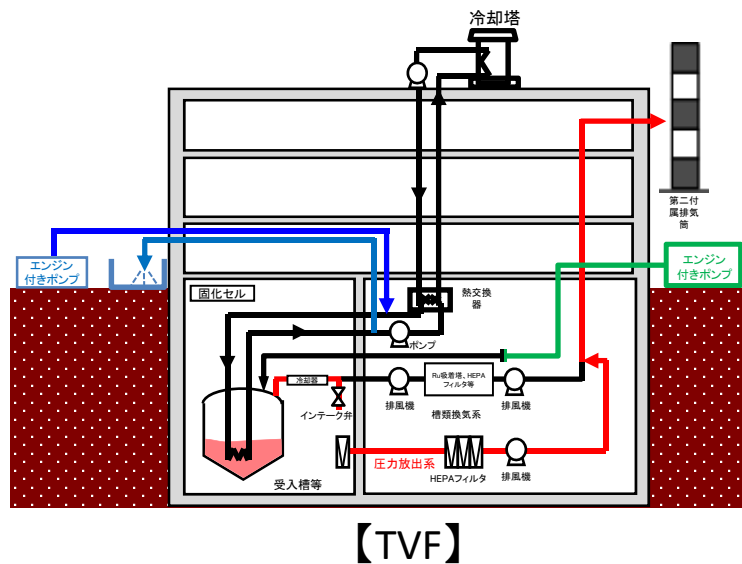 冷却塔
第二付
属排気
筒
エンジン
付きポンプ
エンジン
付きポンプ
固化セル
熱交換
器
ポンプ
冷却器
Ru吸着塔、HEPA
フィルタ等
インテーク弁
排風機
槽類換気系
排風機
圧力放出系
HEPAフィルタ
排風機
受入槽等
【TVF】